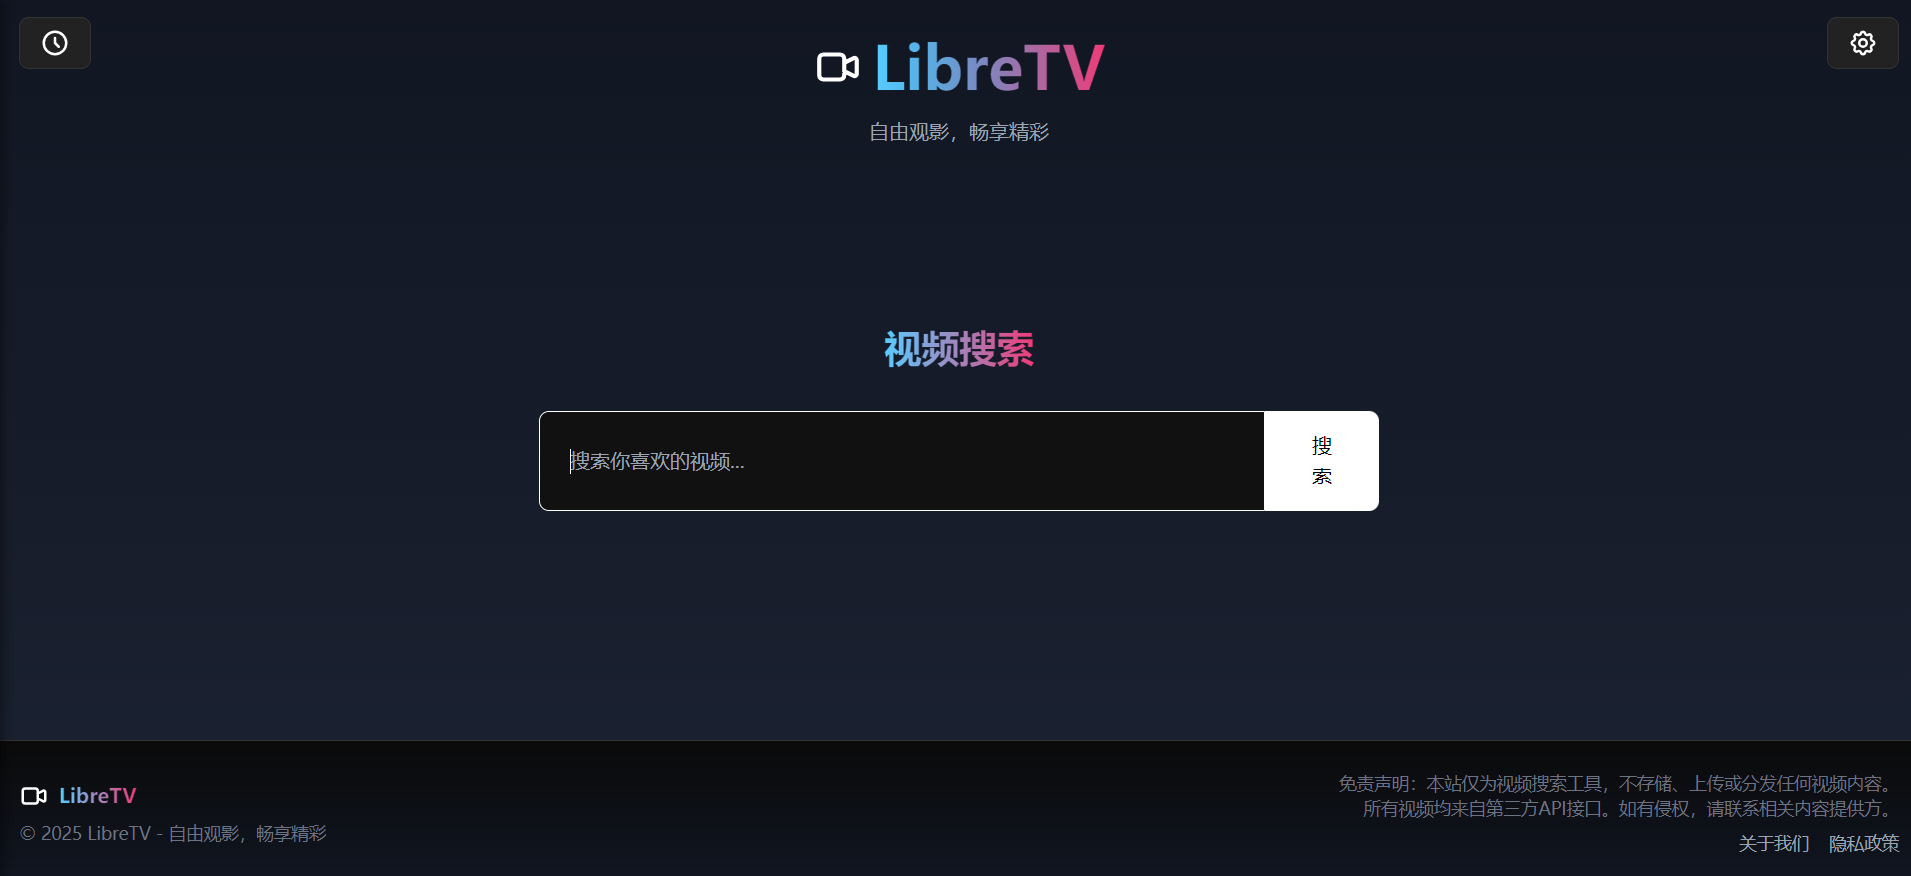 LibreTV
自由观影，畅享精彩
视频搜索
搜索你喜欢的视频...
搜
索
LibreTV
© 2025 LibreTV - 自由观影，畅享精彩
免责声明：本站仅为视频搜索工具，不存储、上传或分发任何视频内容。
所有视频均来自第三方API接口。如有侵权，请联系相关内容提供方。
关于我们 隐私政策